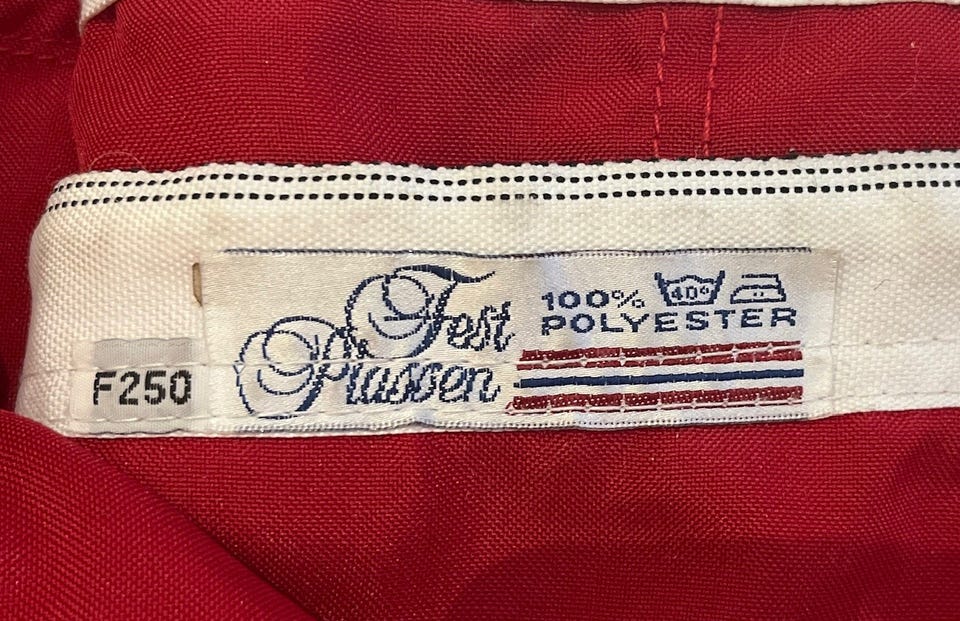 Fest
Plassen
100% 40°
POLYESTER
F250